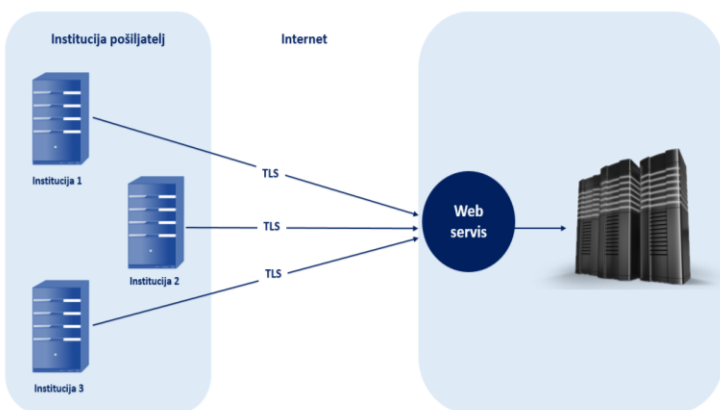 Institucija pošiljatelj
Internet
Institucija 1
TLS
Institucija 2
TLS
Web
servis
TLS
Institucija 3